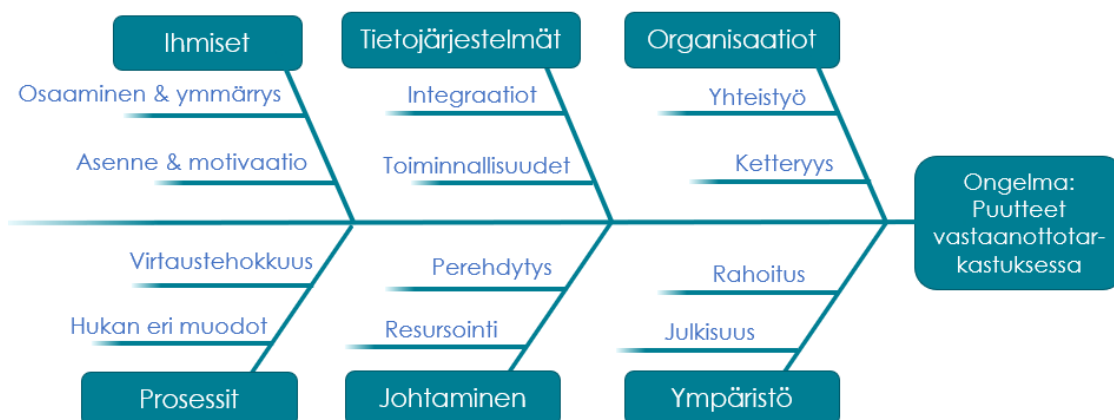 Ihmiset
Tietojärjestelmät
Organisaatiot
Osaaminen & ymmärrys
Integraatiot
Yhteistyö
Asenne & motivaatio
Toiminnallisuudet
Ketteryys
Ongelma:
Puutteet
vastaanottotar-
kastuksessa
Virtaustehokkuus
Perehdytys
Rahoitus
Hukan eri muodot
Resursointi
Julkisuus
Prosessit
Johtaminen
Ympäristö